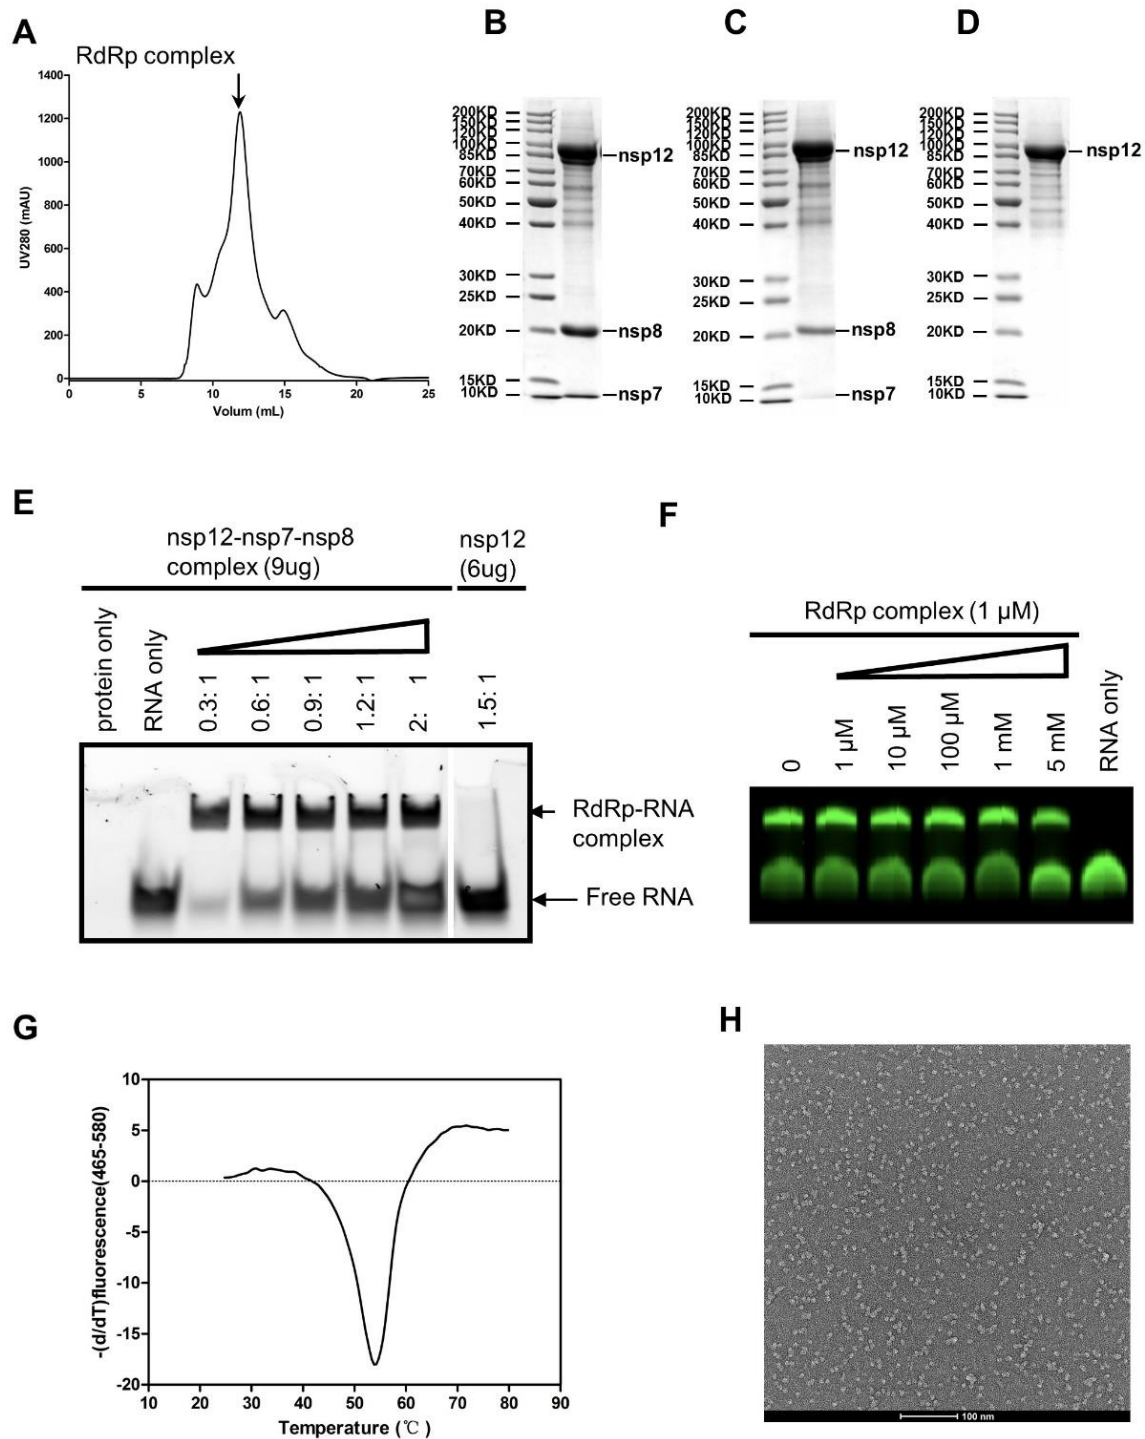 A
RdRp complex
1400
1200
1000
800
600
400
200
0
UV280 (mAU)
0 5 10 15 20 25
Volum (mL)
B
200KD
150KD
120KD
100KD
85KD
70KD
60KD
50KD
40KD
30KD
25KD
20KD
15KD
10KD
nsp12
nsp8
nsp7
C
200KD
150KD
120KD
100KD
85KD
70KD
60KD
50KD
40KD
30KD
25KD
20KD
15KD
10KD
nsp12
nsp8
nsp7
D
200KD
150KD
120KD
100KD
85KD
70KD
60KD
50KD
40KD
30KD
25KD
20KD
15KD
10KD
nsp12
E
nsp12-nsp7-nsp8
complex (9ug)
nsp12
(6ug)
protein only
RNA only
0.3: 1
0.6: 1
0.9: 1
1.2: 1
2: 1
1.5: 1
RdRp-RNA
complex
Free RNA
F
RdRp complex (1 µM)
0
1 µM
10 µM
100 µM
1 mM
5 mM
RNA only
G
10
5
0
-5
-10
-15
-20
-(d/dT)fluorescence(465-580)
10 20 30 40 50 60 70 80 90
Temperature (℃)
H
100 nm